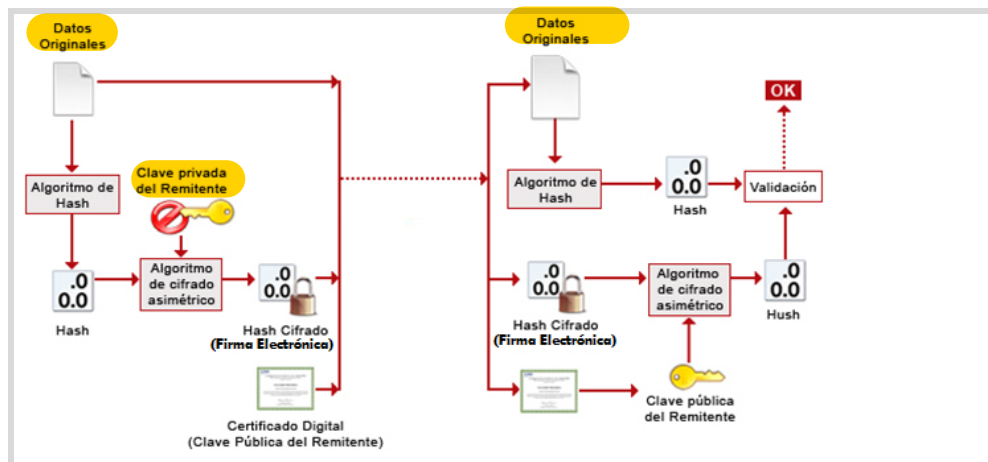 Datos
Originales
Algoritmo de
Hash
Clave privada
del Remitente
.0
0.0
Hash
Algoritmo
de cifrado
asimétrico
.0
0.0
Hash Cifrado
(Firma Electrónica)
Certificado Digital
(Clave Pública del Remitente)
Datos
Originales
Algoritmo de
Hash
.0
0.0
Hash
OK
Validación
.0
0.0
Hash Cifrado
(Firma Electrónica)
Algoritmo
de cifrado
asimétrico
.0
0.0
Hush
Clave pública
del Remitente